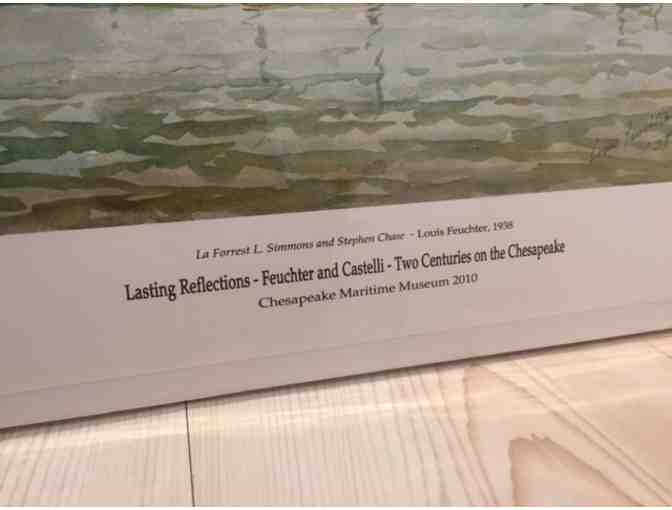 La Forrest L. Simmons and Stephen Chase - Louis Feuchter, 1938
Lasting Reflections - Feuchter and Castelli - Two Centuries on the Chesapeake
Chesapeake Maritime Museum 2010